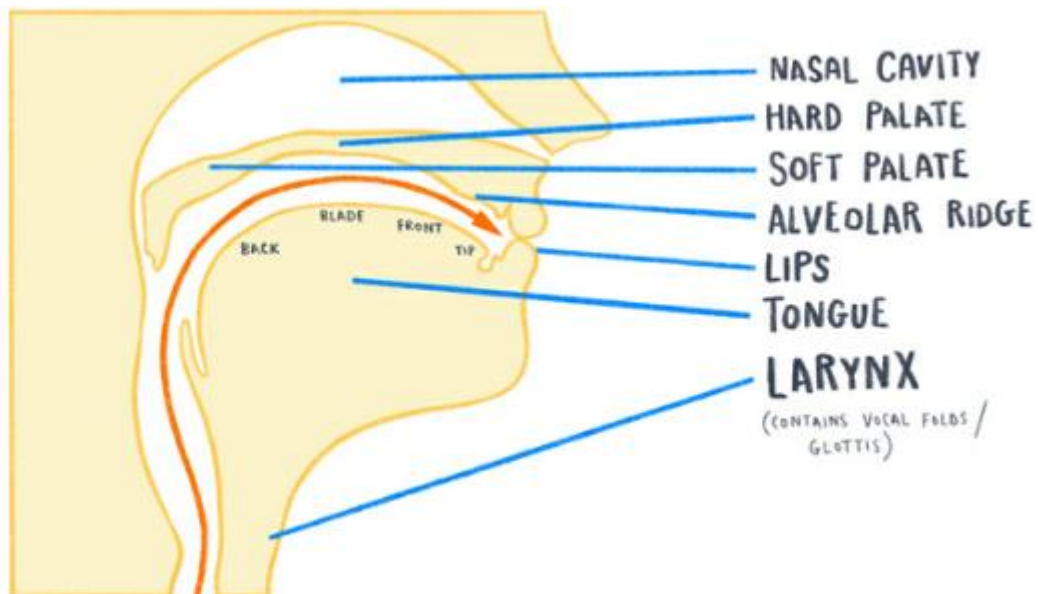 NASAL CAVITY
HARD PALATE
SOFT PALATE
ALVEOLAR RIDGE
BLADE
FRONT
BACK
TIP
LIPS
TONGUE
LARYNX
(CONTAINS VOCAL FOLDS/
GLOTTIS)